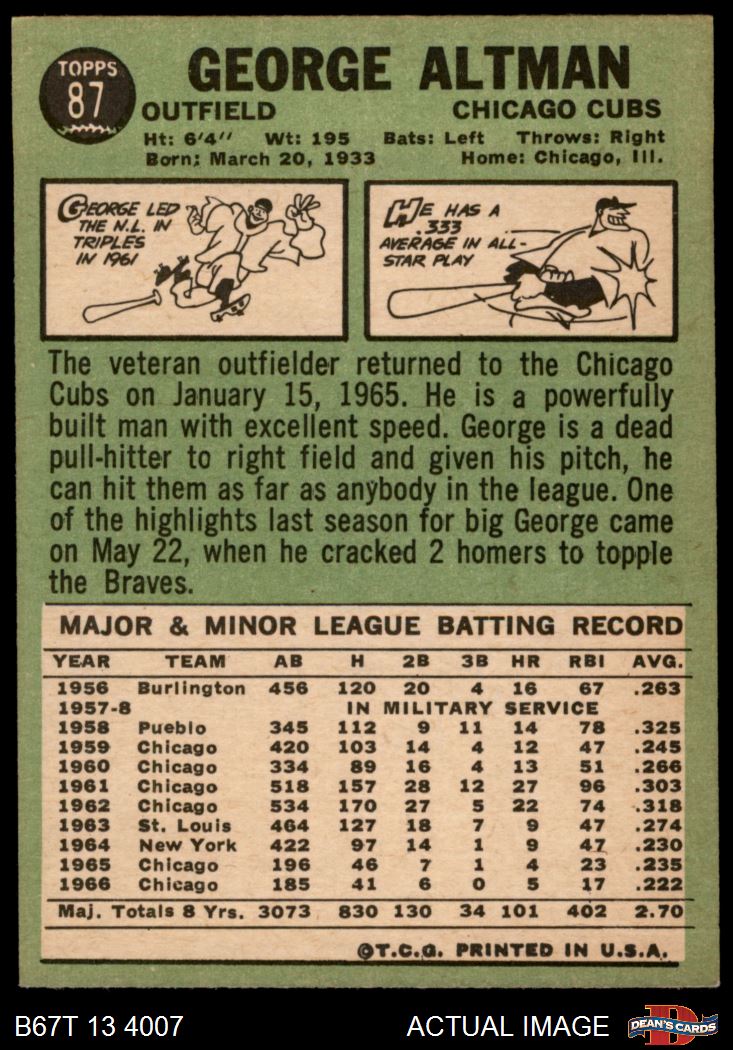 TOPPS
87
GEORGE ALTMAN
OUTFIELD CHICAGO CUBS
Ht: 6'4" Wt: 195 Bats: Left Throws: Right
Born: March 20, 1933 Home: Chicago, Ill.
GEORGE LED
THE N.L. IN
TRIPLES
IN 1961
HE HAS A
.333
AVERAGE IN ALL-
STAR PLAY
The veteran outfielder returned to the Chicago
Cubs on January 15, 1965. He is a powerfully
built man with excellent speed. George is a dead
pull-hitter to right field and given his pitch, he
can hit them as far as anybody in the league. One
of the highlights last season for big George came
on May 22, when he cracked 2 homers to topple
the Braves.
MAJOR & MINOR LEAGUE BATTING RECORD
YEAR TEAM AB H 2B 3B HR RBI AVG.
1956 Burlington 456 120 20 4 16 67 .263
1957-8 IN MILITARY SERVICE
1958 Pueblo 345 112 9 11 14 78 .325
1959 Chicago 420 103 14 4 12 47 .245
1960 Chicago 334 89 16 4 13 51 .266
1961 Chicago 518 157 28 12 27 96 .303
1962 Chicago 534 170 27 5 22 74 .318
1963 St. Louis 464 127 18 7 9 47 .274
1964 New York 422 97 14 1 9 47 .230
1965 Chicago 196 46 7 1 4 23 .235
1966 Chicago 185 41 6 0 5 17 .222
Maj. Totals 8 Yrs. 3073 830 130 34 101 402 2.70
©T.C.G. PRINTED IN U.S.A.
B67T 13 4007 ACTUAL IMAGE DEAN'S CARDS